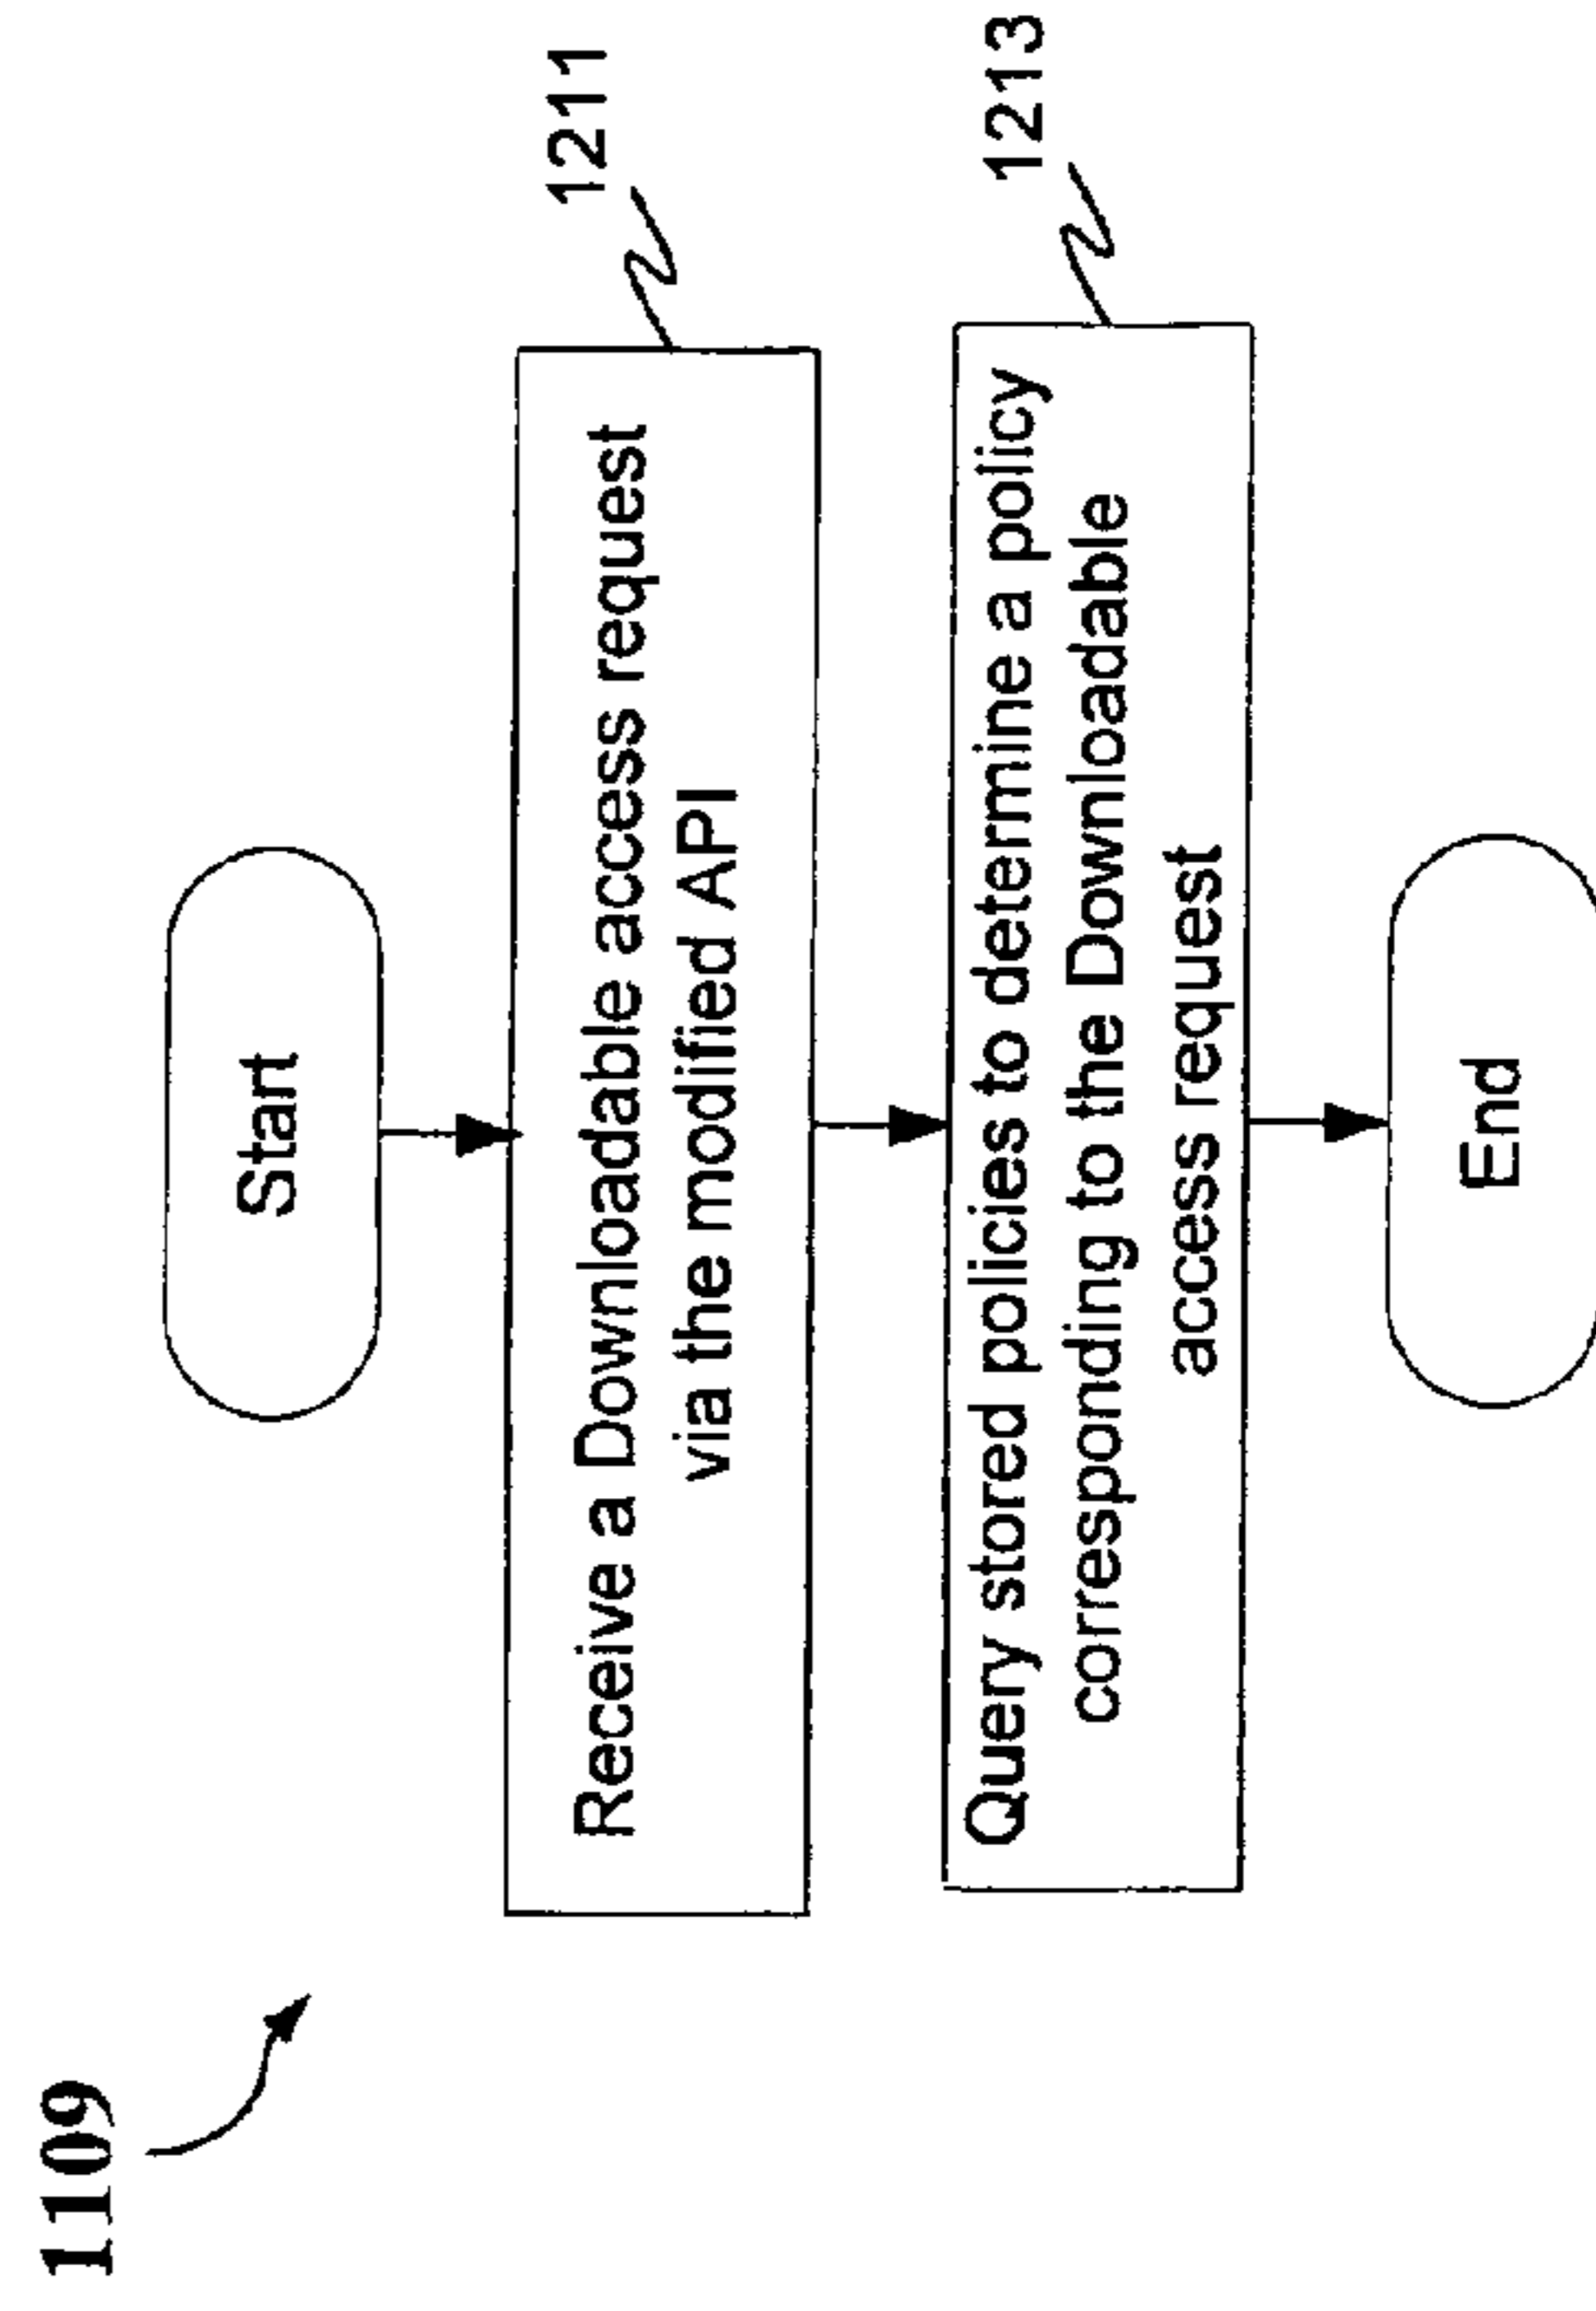 1109
Start
Receive a Downloadable access request
via the modified API
1211
Query stored policies to determine a policy
corresponding to the Downloadable
access request
1213
End